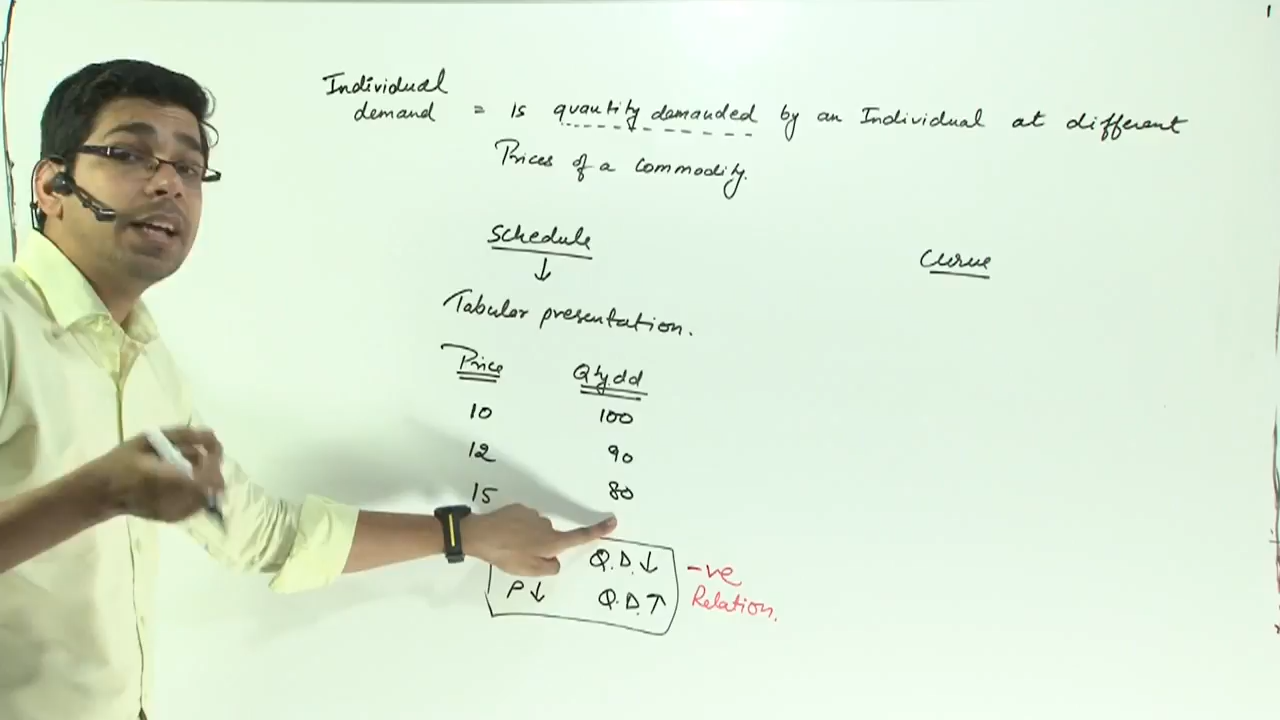 Individual
demand = is quantity demanded by an Individual at different
Prices of a commodity.
Schedule
Curve
↓
Tabular presentation.
Price Qty.dd
10 100
12 90
15 80
Q.D.↓ -ve
P↓ Q.D.↑ Relation.